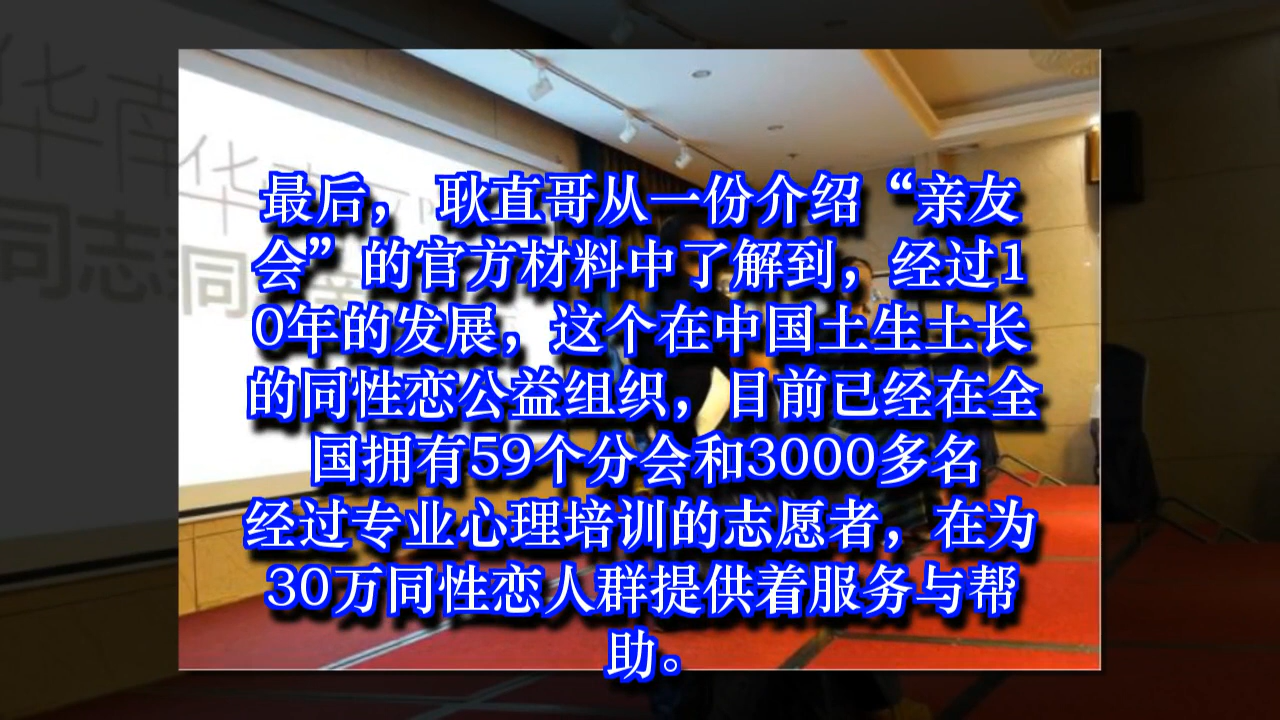 最后， 耿直哥从一份介绍“亲友
会”的官方材料中了解到，经过1
0年的发展，这个在中国土生土长
的同性恋公益组织，目前已经在全
国拥有59个分会和3000多名
经过专业心理培训的志愿者，在为
30万同性恋人群提供着服务与帮
助。
华南
同志